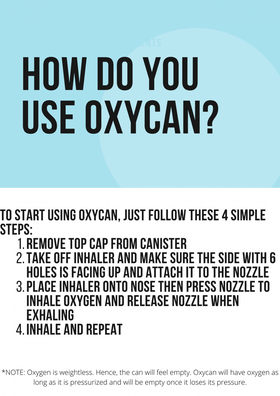 HOW DO YOU
USE OXYCAN?
TO START USING OXYCAN, JUST FOLLOW THESE 4 SIMPLE
STEPS:
1. REMOVE TOP CAP FROM CANISTER
2. TAKE OFF INHALER AND MAKE SURE THE SIDE WITH 6
HOLES IS FACING UP AND ATTACH IT TO THE NOZZLE
3. PLACE INHALER ONTO NOSE THEN PRESS NOZZLE TO
INHALE OXYGEN AND RELEASE NOZZLE WHEN
EXHALING
4. INHALE AND REPEAT
*NOTE: Oxygen is weightless. Hence, the can will feel empty. Oxycan will have oxygen as
long as it is pressurized and will be empty once it loses its pressure.